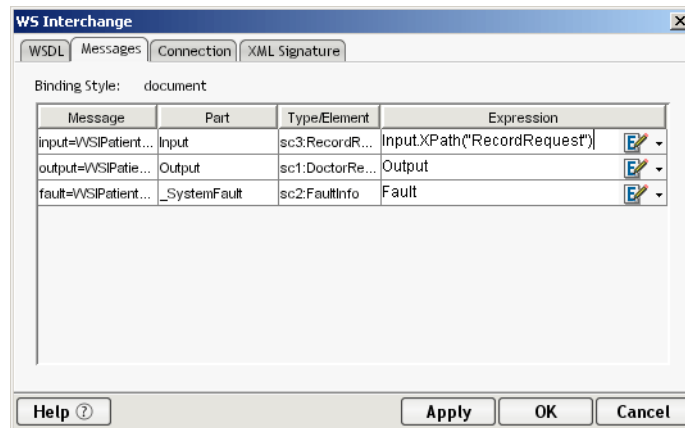 WS Interchange
WSDL Messages Connection XML Signature
Binding Style: document
Message Part Type/Element Expression
input=WSIPatient... Input sc3:RecordR... Input.XPath("RecordRequest")
output=WSIPatie... Output sc1:DoctorRe... Output
fault=WSIPatient... _SystemFault sc2:FaultInfo Fault
Help ? Apply OK Cancel